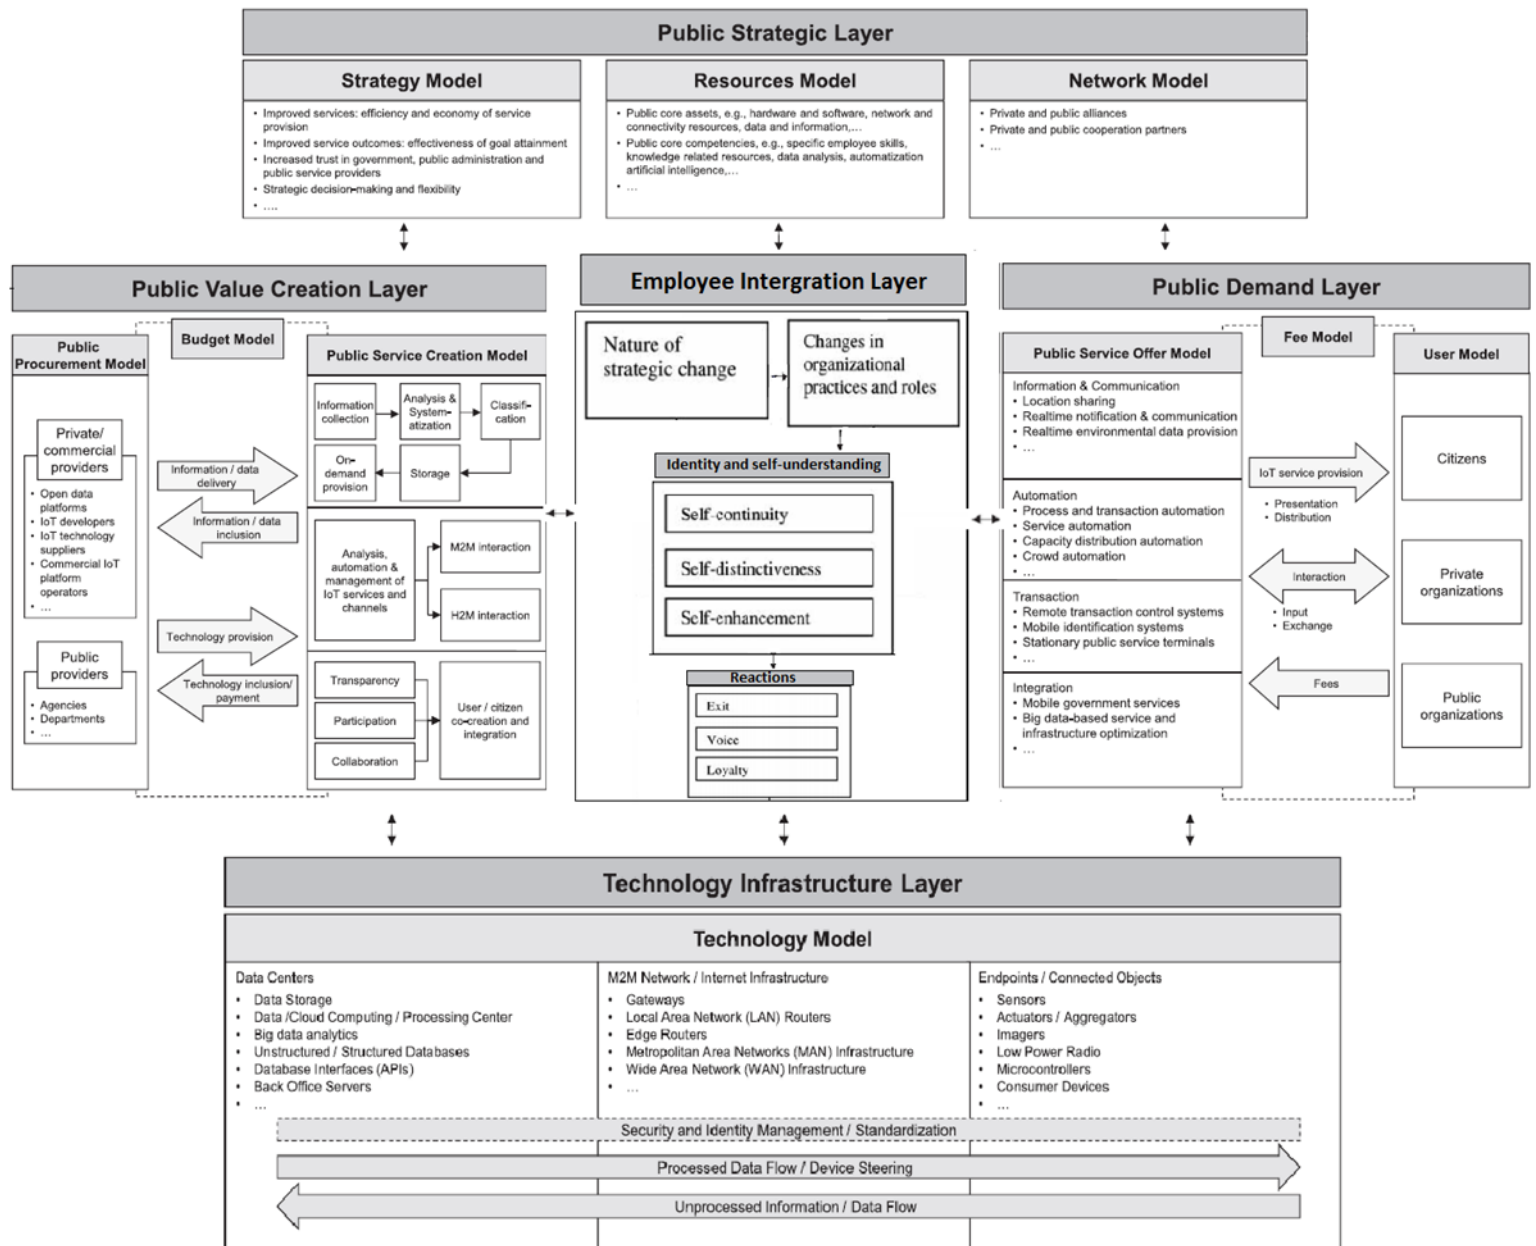 Public Strategic Layer
Strategy Model
• Improved services: efficiency and economy of service
provision
• Improved service outcomes: effectiveness of goal attainment
• Increased trust in government, public administration and
public service providers
• Strategic decision-making and flexibility
• ....
Resources Model
• Public core assets, e.g., hardware and software, network and
connectivity resources, data and information,...
• Public core competencies, e.g., specific employee skills,
knowledge related resources, data analysis, automatization
artificial intelligence,...
• ...
Network Model
• Private and public alliances
• Private and public cooperation partners
• ...
Public Value Creation Layer
Public
Procurement Model
Private/
commercial
providers
• Open data
platforms
• IoT developers
• IoT technology
suppliers
• Commercial IoT
platform
operators
• ...
Public
providers
• Agencies
• Departments
• ...
Budget Model
Information / data
delivery
Information / data
inclusion
Technology provision
Technology inclusion/
payment
Public Service Creation Model
Information
collection
Analysis &
System-
atization
Classifi-
cation
On-
demand
provision
Storage
Analysis,
automation &
management of
IoT services and
channels
M2M interaction
H2M interaction
Transparency
Participation
Collaboration
User / citizen
co-creation and
integration
Employee Intergration Layer
Nature of
strategic change
Changes in
organizational
practices and roles
Identity and self-understanding
Self-continuity
Self-distinctiveness
Self-enhancement
Reactions
Exit
Voice
Loyalty
Public Demand Layer
Public Service Offer Model
Information & Communication
• Location sharing
• Realtime notification & communication
• Realtime environmental data provision
• ...
Automation
• Process and transaction automation
• Service automation
• Capacity distribution automation
• Crowd automation
• ...
Transaction
• Remote transaction control systems
• Mobile identification systems
• Stationary public service terminals
• ...
Integration
• Mobile government services
• Big data-based service and
infrastructure optimization
• ...
Fee Model
IoT service provision
• Presentation
• Distribution
Interaction
• Input
• Exchange
Fees
User Model
Citizens
Private
organizations
Public
organizations
Technology Infrastructure Layer
Technology Model
Data Centers
• Data Storage
• Data /Cloud Computing / Processing Center
• Big data analytics
• Unstructured / Structured Databases
• Database Interfaces (APIs)
• Back Office Servers
• ...
M2M Network / Internet Infrastructure
• Gateways
• Local Area Network (LAN) Routers
• Edge Routers
• Metropolitan Area Networks (MAN) Infrastructure
• Wide Area Network (WAN) Infrastructure
• ...
Endpoints / Connected Objects
• Sensors
• Actuators / Aggregators
• Imagers
• Low Power Radio
• Microcontrollers
• Consumer Devices
• ...
Security and Identity Management / Standardization
Processed Data Flow / Device Steering
Unprocessed Information / Data Flow